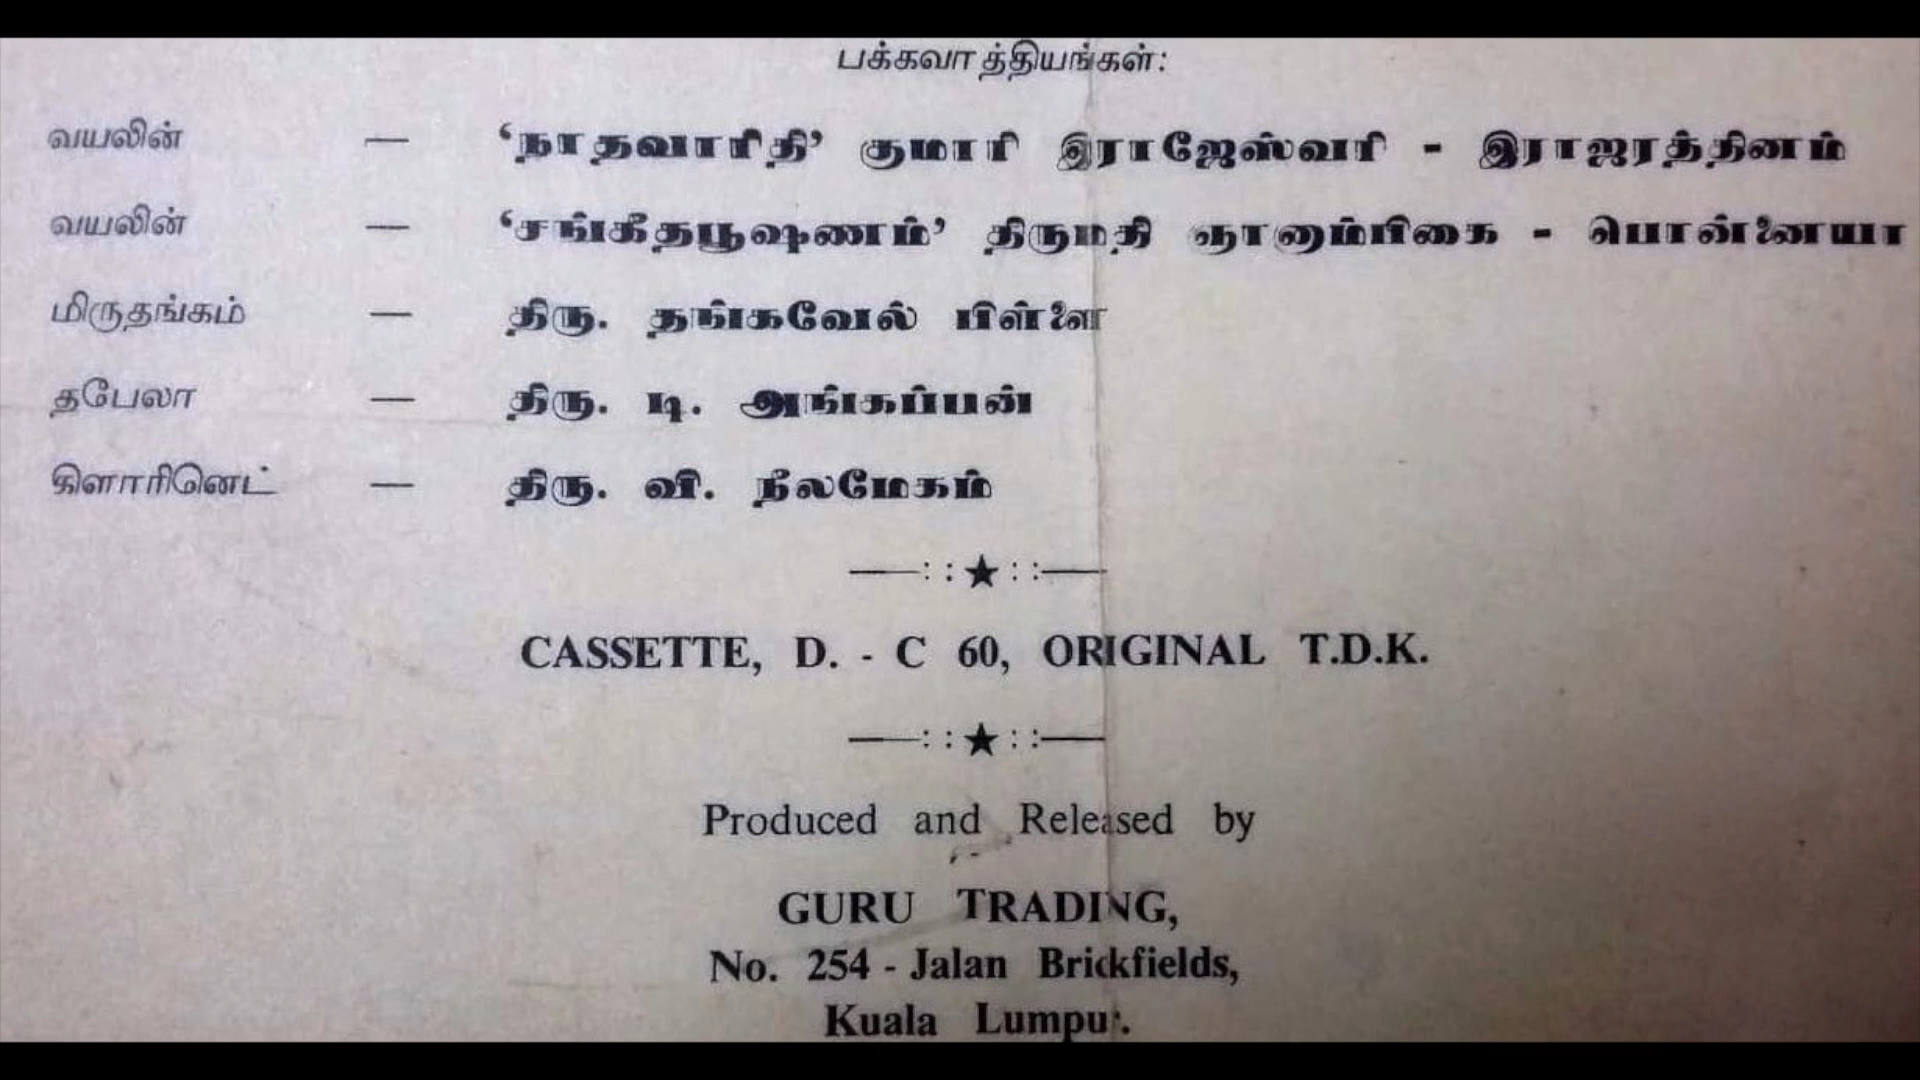 பக்கவாத்தியங்கள்:
வயலின் — ‘நாதவாரிதி’ குமாரி இராஜேஸ்வரி - இராஜரத்தினம்
வயலின் — ‘சங்கீதபூஷணம்’ திருமதி ஞானாம்பிகை - பொன்னையா
மிருதங்கம் — திரு. தங்கவேல் பிள்ளை
தபேலா — திரு. டி. அங்கப்பன்
கிளாரினெட் — திரு. வி. நீலமேகம்
CASSETTE, D. - C 60, ORIGINAL T.D.K.
Produced and Released by
GURU TRADING,
No. 254 - Jalan Brickfields,
Kuala Lumpur.